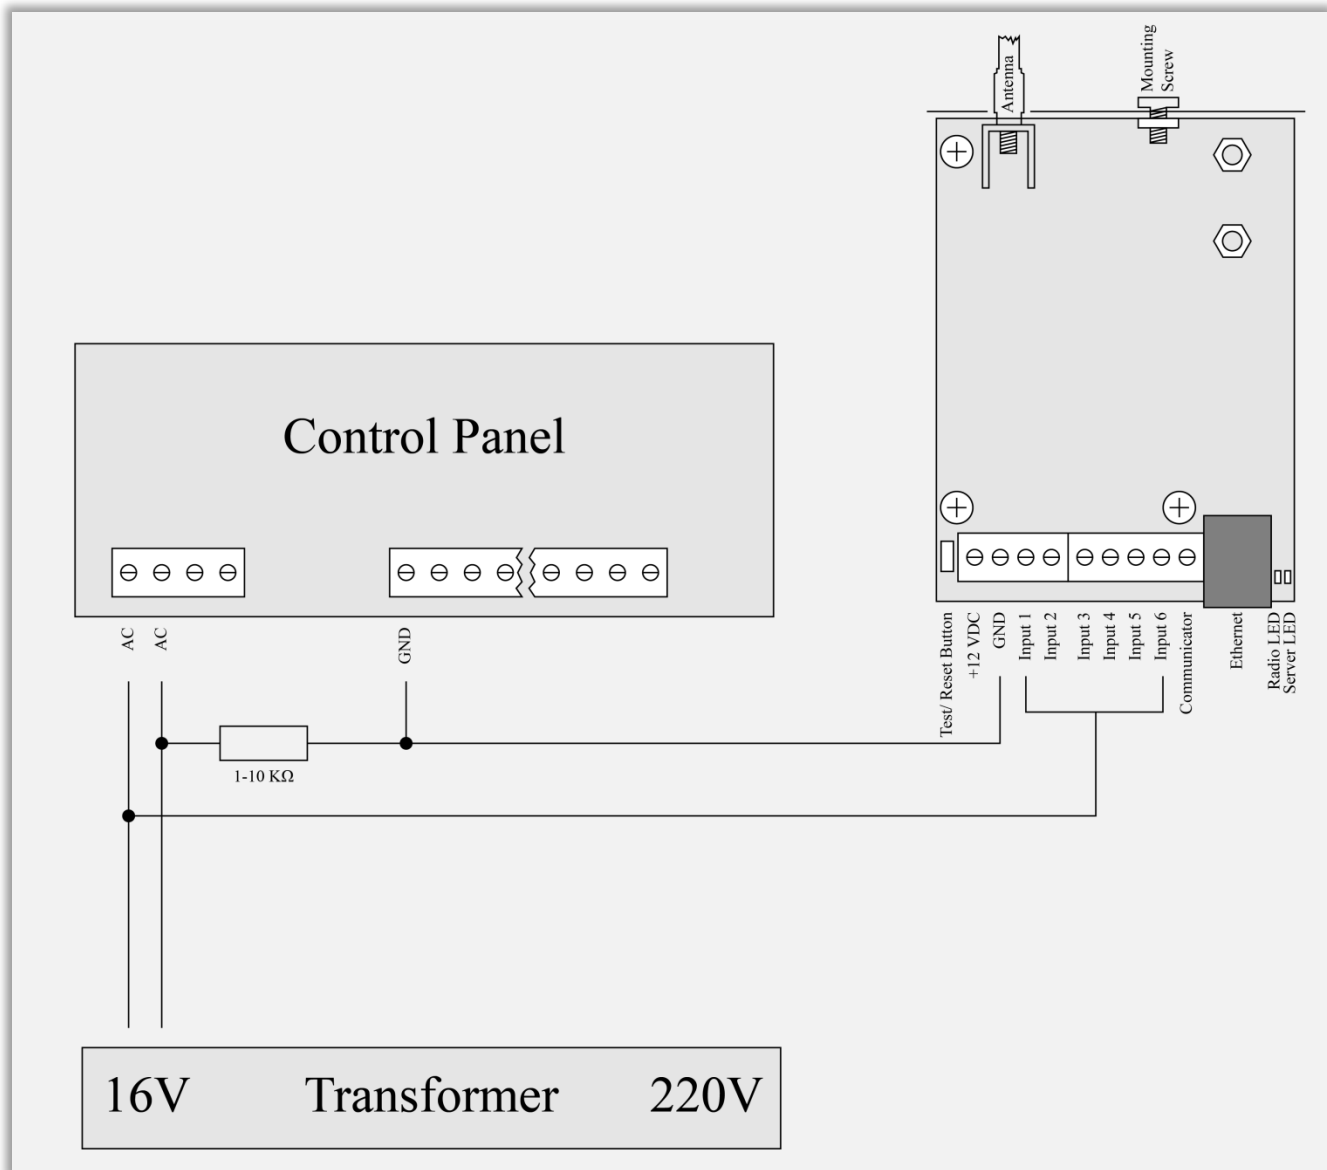 Antenna
Mounting
Screw
Control Panel
AC
AC
GND
Test/ Reset Button
+12 VDC
GND
Input 1
Input 2
Input 3
Input 4
Input 5
Input 6
Communicator
Ethernet
Radio LED
Server LED
1-10 KΩ
16V
Transformer
220V